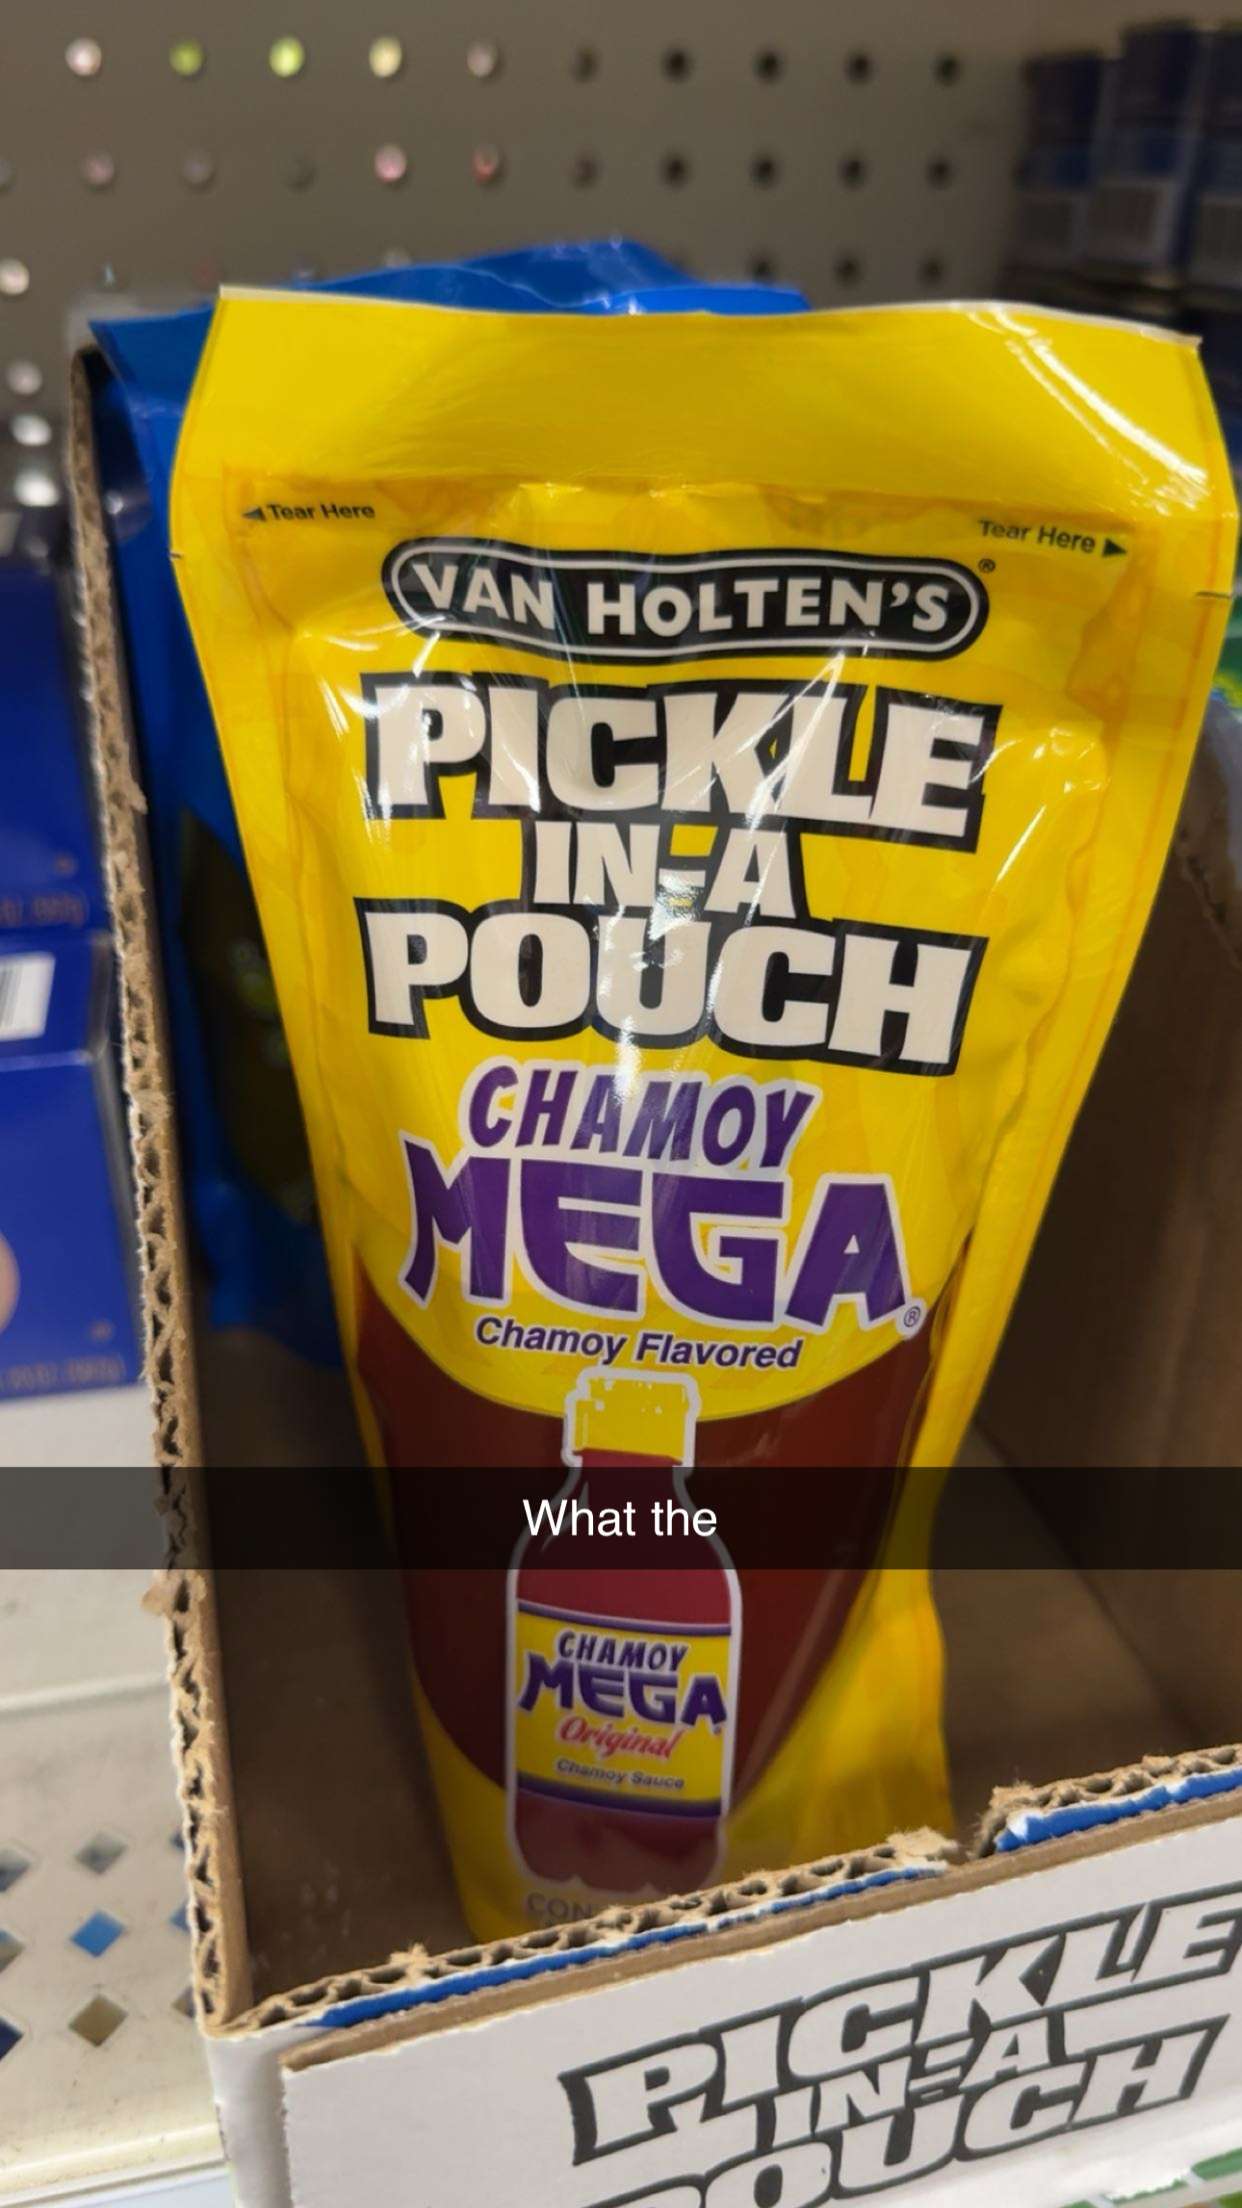 Tear Here
Tear Here
VAN HOLTEN'S®
PICKLE
IN-A
POUCH
CHAMOY
MEGA®
Chamoy Flavored
What the
CHAMOY
MEGA
Original
Chamoy Sauce
CON
PICKLE
IN-A
POUCH